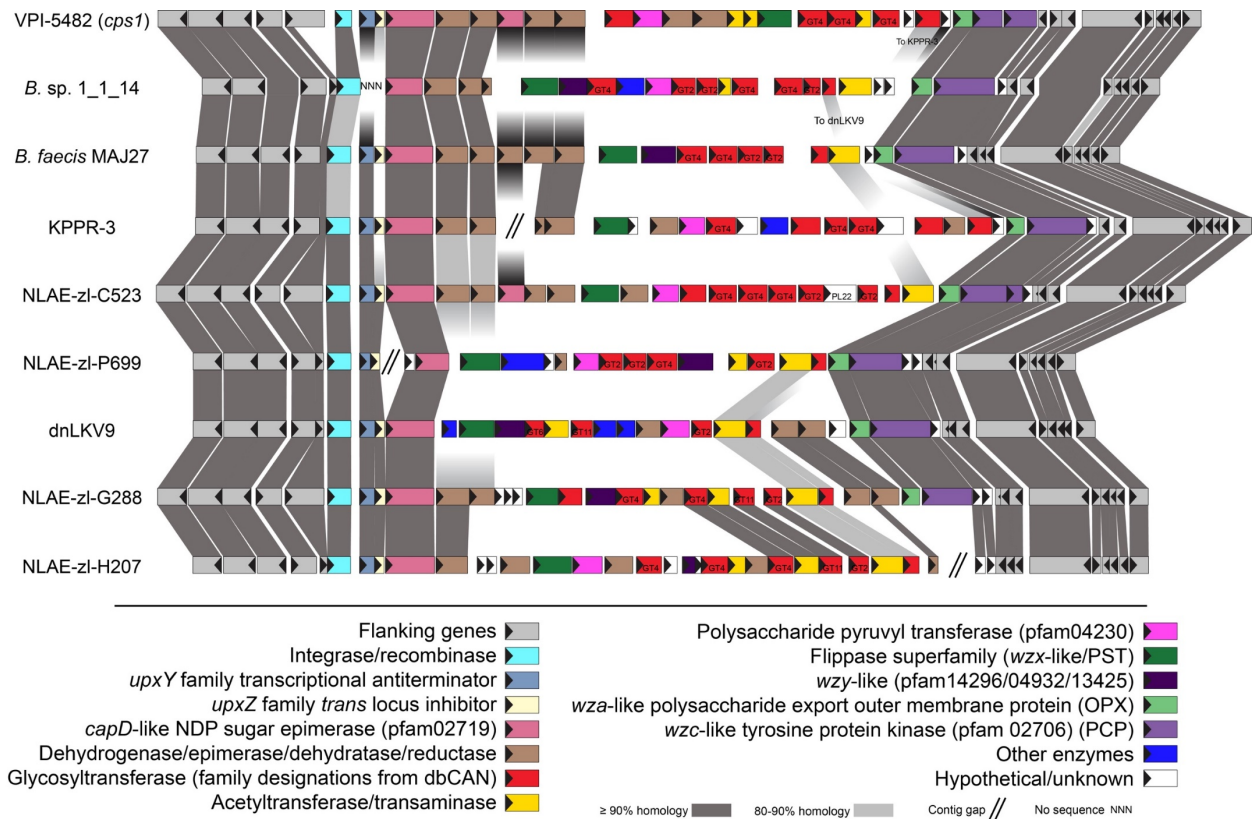 VPI-5482 (cps1)
GT4 GT4 GT4
To KPPR-3
B. sp. 1_1_14
NNN
GT4 GT2 GT2 GT4 GT4 GT2
To dnLKV9
B. faecis MAJ27
GT4 GT4 GT2 GT2
KPPR-3
//
GT4 GT4 GT4
NLAE-zl-C523
GT4 GT4 GT4 GT4 PL22 GT2
NLAE-zl-P699
//
GT2 GT2 GT4 GT2
dnLKV9
GT6 GT11 GT2
NLAE-zl-G288
GT4 GT4 GT11 GT2
NLAE-zl-H207
GT4 GT4 GT4 GT11 GT2
//
Flanking genes
Integrase/recombinase
upxY family transcriptional antiterminator
upxZ family trans locus inhibitor
capD-like NDP sugar epimerase (pfam02719)
Dehydrogenase/epimerase/dehydratase/reductase
Glycosyltransferase (family designations from dbCAN)
Acetyltransferase/transaminase
Polysaccharide pyruvyl transferase (pfam04230)
Flippase superfamily (wzx-like/PST)
wzy-like (pfam14296/04932/13425)
wza-like polysaccharide export outer membrane protein (OPX)
wzc-like tyrosine protein kinase (pfam 02706) (PCP)
Other enzymes
Hypothetical/unknown
≥ 90% homology 80-90% homology Contig gap // No sequence NNN